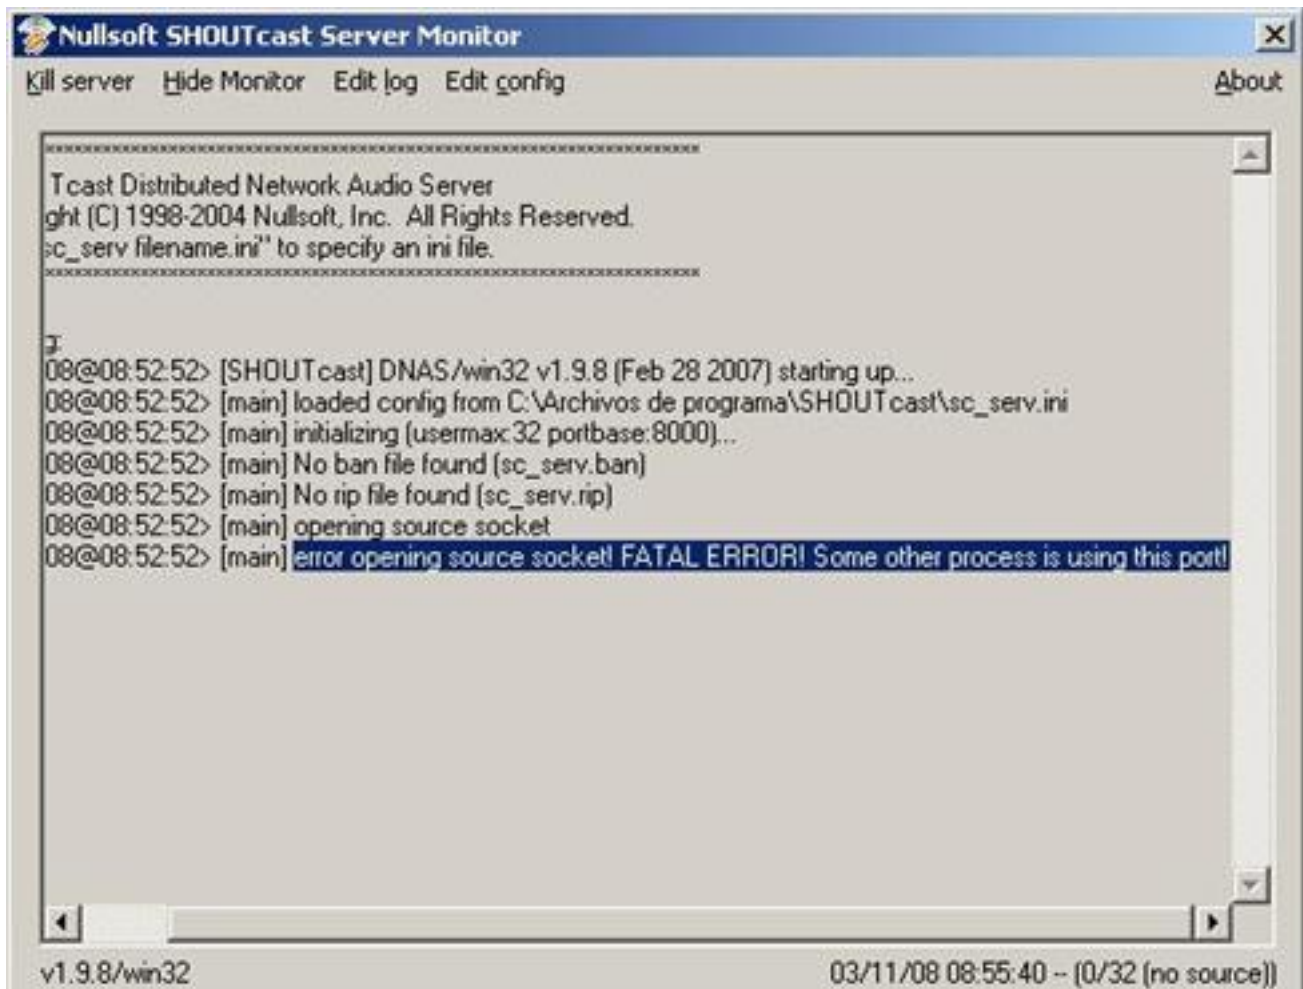 Nullsoft SHOUTcast Server Monitor
Kill server Hide Monitor Edit log Edit config About
Tcast Distributed Network Audio Server
ght (C) 1998-2004 Nullsoft, Inc. All Rights Reserved.
sc_serv filename.ini" to specify an ini file.
g:
08@08:52:52> [SHOUTcast] DNAS/win32 v1.9.8 (Feb 28 2007) starting up...
08@08:52:52> [main] loaded config from C:\Archivos de programa\SHOUTcast\sc_serv.ini
08@08:52:52> [main] initializing (usermax:32 portbase:8000)...
08@08:52:52> [main] No ban file found (sc_serv.ban)
08@08:52:52> [main] No rip file found (sc_serv.rip)
08@08:52:52> [main] opening source socket
08@08:52:52> [main] error opening source socket! FATAL ERROR! Some other process is using this port!
v1.9.8/win32 03/11/08 08:55:40 -- (0/32 (no source))